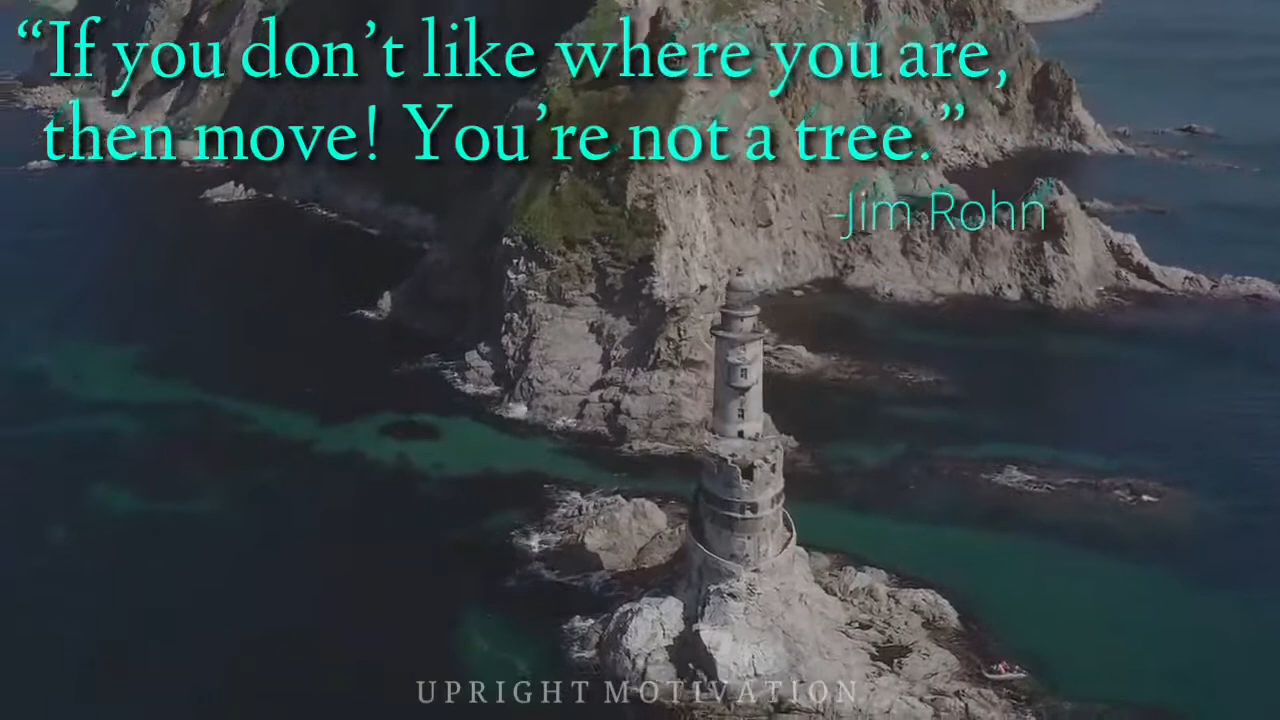 “If you don’t like where you are,
then move! You’re not a tree.”
-Jim Rohn
UPRIGHT MOTIVATION